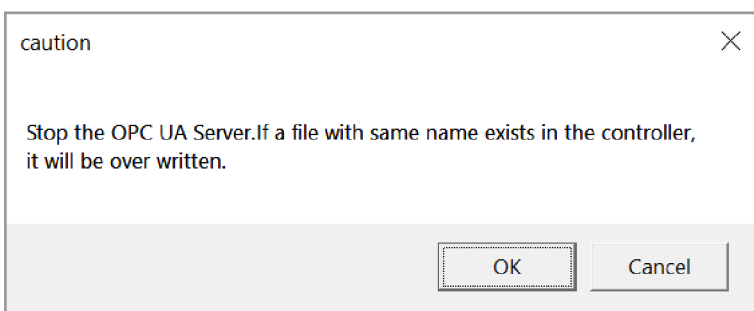 caution
Stop the OPC UA Server.If a file with same name exists in the controller,
it will be over written.
OK
Cancel